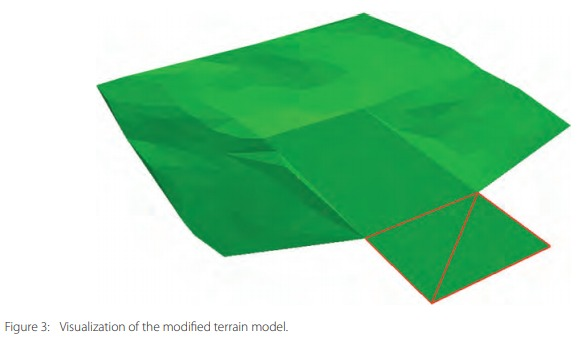 Figure 3: Visualization of the modified terrain model.